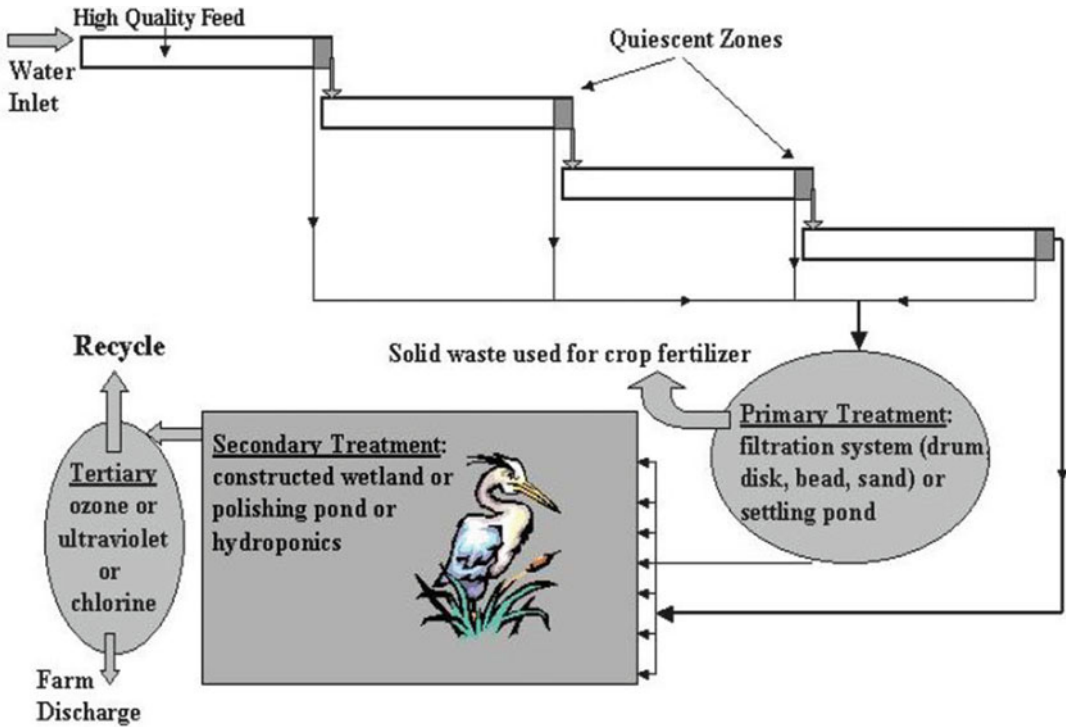 High Quality Feed
Water
Inlet
Quiescent Zones
Recycle
Solid waste used for crop fertilizer
Primary Treatment:
filtration system (drum,
disk, bead, sand) or
settling pond
Secondary Treatment:
constructed wetland or
polishing pond or
hydroponics
Tertiary
ozone or
ultraviolet
or
chlorine
Farm
Discharge